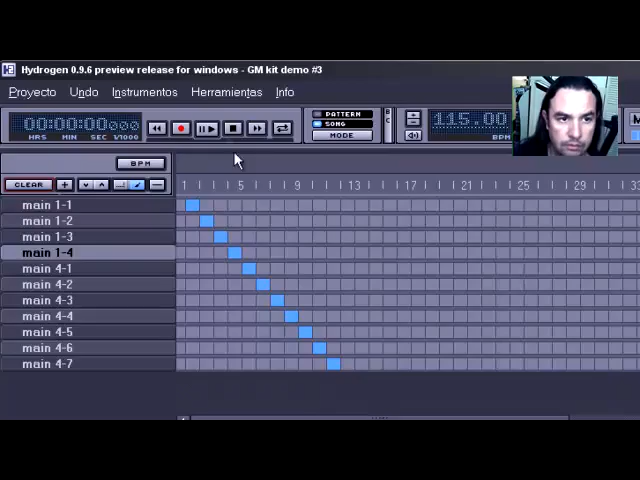 Hydrogen 0.9.6 preview release for windows - GM kit demo #3
Proyecto Undo Instrumentos Herramientas Info
00:00:00000
HRS MIN SEC 1/1000
PATTERN
SONG
MODE
B
C
115.00
BPM
M
BPM
CLEAR
1 5 9 13 17 21 25 29 33
main 1-1
main 1-2
main 1-3
main 1-4
main 4-1
main 4-2
main 4-3
main 4-4
main 4-5
main 4-6
main 4-7